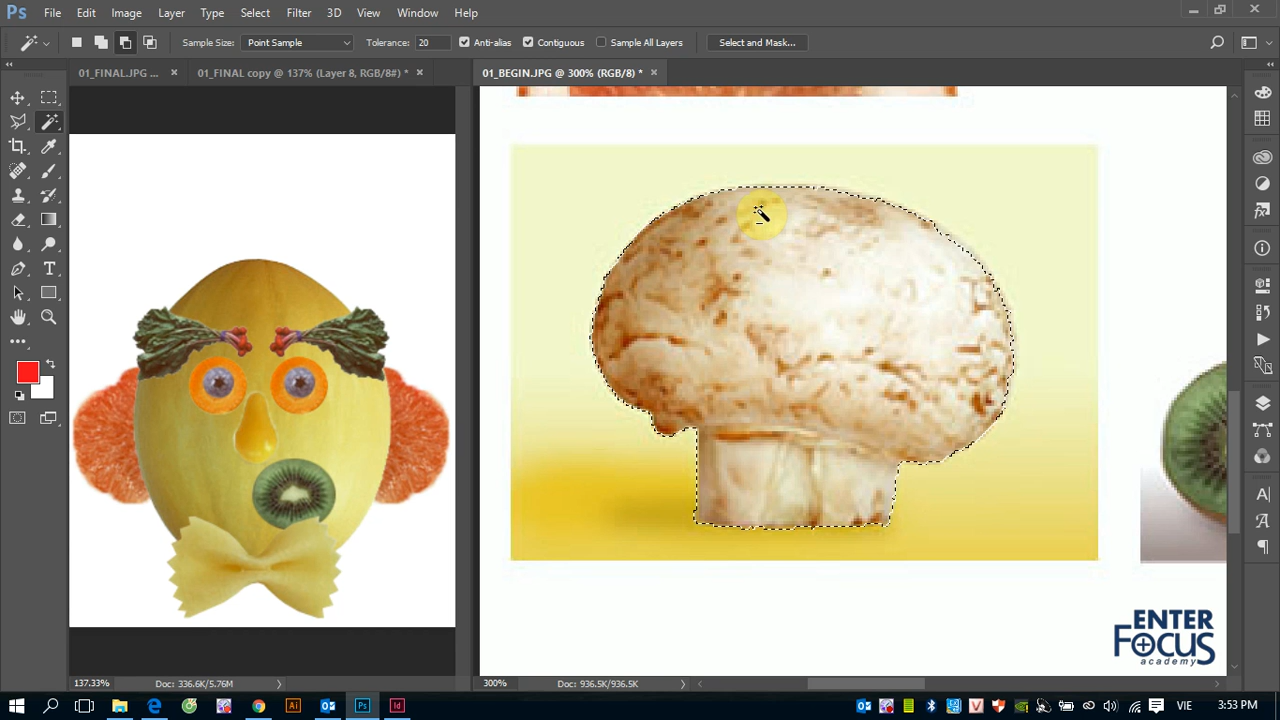 Ps File Edit Image Layer Type Select Filter 3D View Window Help
Sample Size: Point Sample Tolerance: 20 Anti-alias Contiguous Sample All Layers Select and Mask...
01_FINAL.JPG ... × 01_FINAL copy @ 137% (Layer 8, RGB/8#) * × 01_BEGIN.JPG @ 300% (RGB/8) * ×
ENTER
FOCUS
academy
137.33% Doc: 336.6K/5.76M 300% Doc: 936.5K/936.5K
Ai Ps Id VIE 3:53 PM